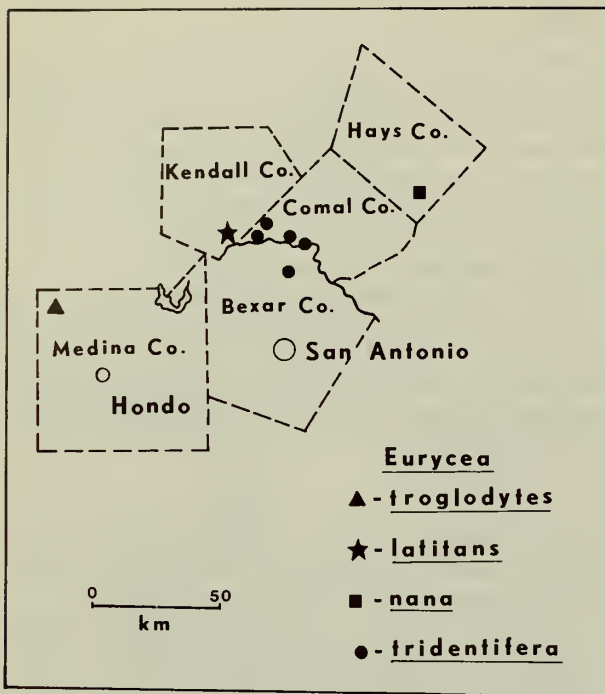 Hays Co.
Kendall Co.
Comal Co.
Bexar Co.
San Antonio
Medina Co.
Hondo
Eurycea
▲ - troglodytes
★ - latitans
■ - nana
● - tridentifera
0 50
km